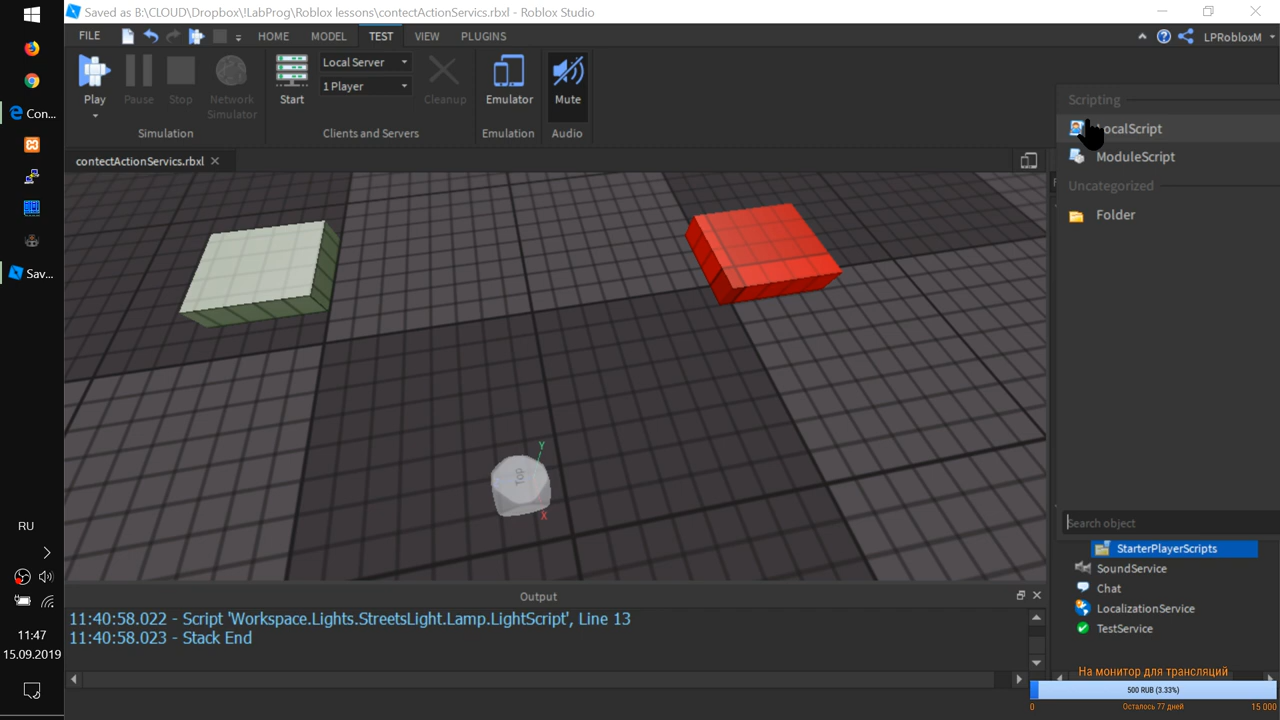 Saved as B:\CLOUD\Dropbox\!LabProg\Roblox lessons\contectActionServics.rbxl - Roblox Studio
FILE
HOME
MODEL
TEST
VIEW
PLUGINS
LPRobloxM
Play
Pause
Stop
Network
Simulator
Simulation
Start
Local Server
1 Player
Cleanup
Clients and Servers
Emulator
Emulation
Mute
Audio
contectActionServics.rbxl
Scripting
LocalScript
ModuleScript
Uncategorized
Folder
Search object
StarterPlayerScripts
SoundService
Chat
LocalizationService
TestService
Con...
Sav...
RU
11:47
15.09.2019
Top
Y
X
Output
11:40:58.022 - Script 'Workspace.Lights.StreetsLight.Lamp.LightScript', Line 13
11:40:58.023 - Stack End
На монитор для трансляций
500 RUB (3.33%)
0
Осталось 77 дней
15 000